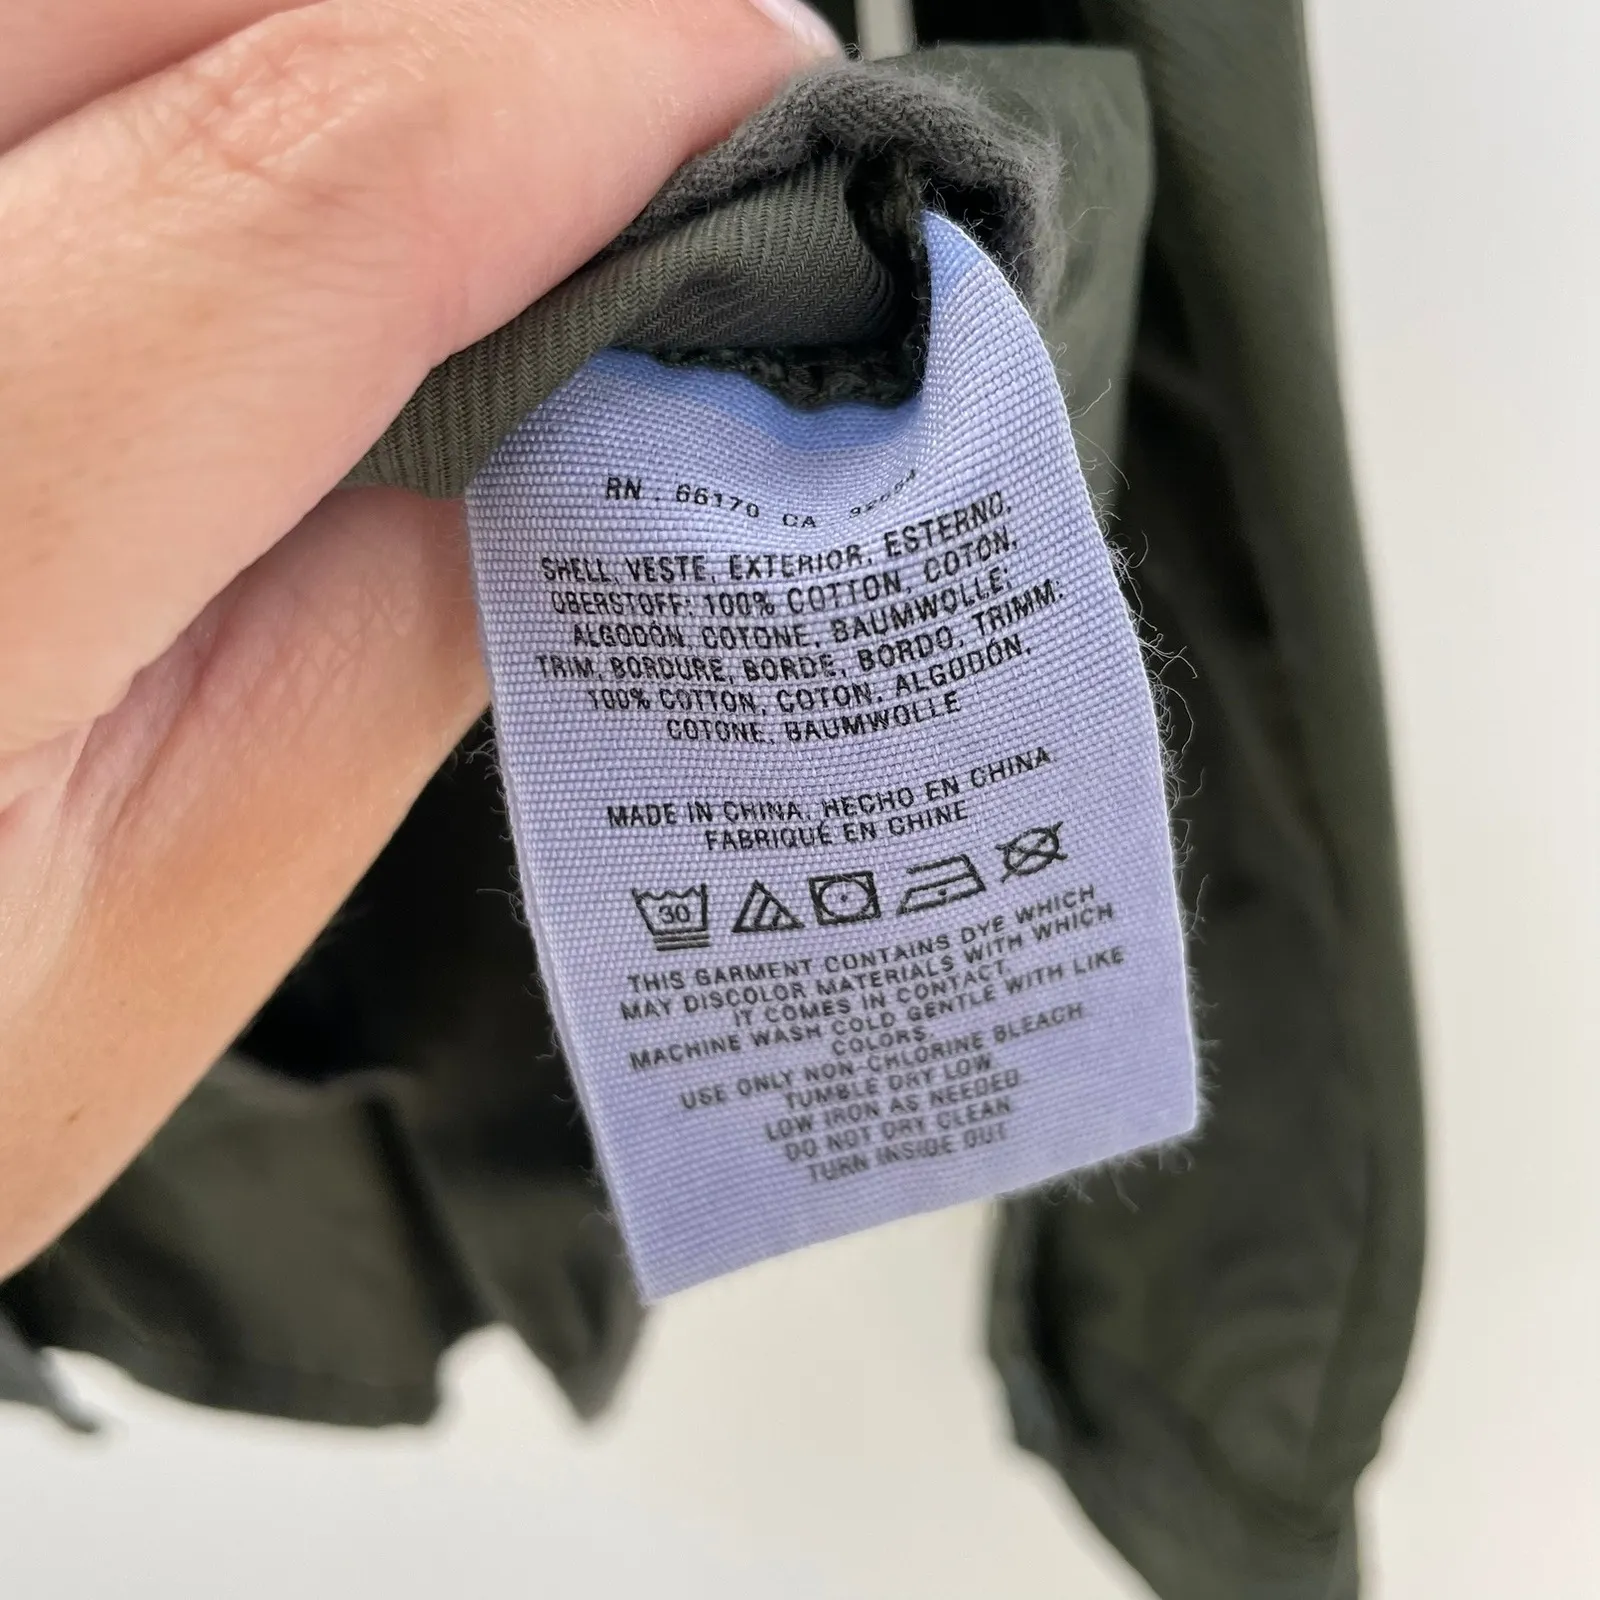 RN. 66170 CA
SHELL, VESTE, EXTERIOR, ESTERNO,
OBERSTOFF: 100% COTTON, COTON,
ALGODÓN, COTONE, BAUMWOLLE;
TRIM, BORDURE, BORDE, BORDO, TRIMM:
100% COTTON, COTON, ALGODÓN,
COTONE, BAUMWOLLE
MADE IN CHINA, HECHO EN CHINA
FABRIQUÉ EN CHINE
30
THIS GARMENT CONTAINS DYE WHICH
MAY DISCOLOR MATERIALS WITH WHICH
IT COMES IN CONTACT.
MACHINE WASH COLD GENTLE WITH LIKE
COLORS.
USE ONLY NON-CHLORINE BLEACH
TUMBLE DRY LOW
LOW IRON AS NEEDED
DO NOT DRY CLEAN
TURN INSIDE OUT